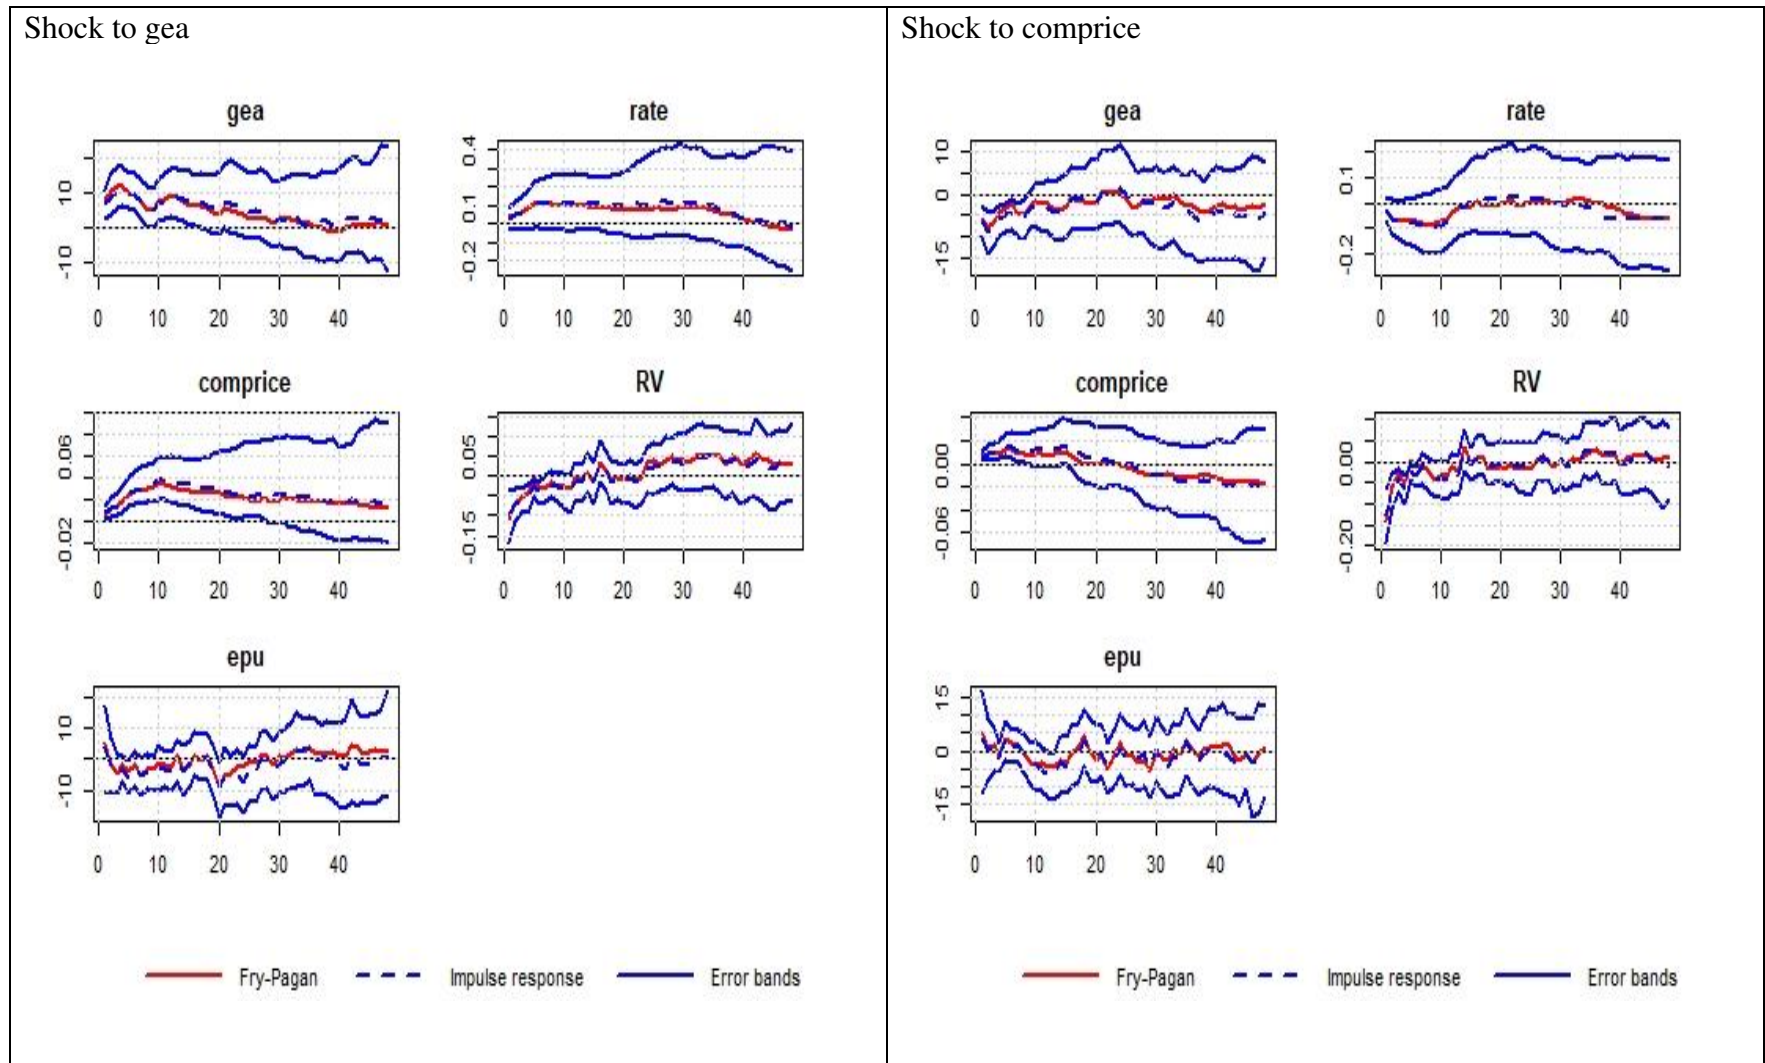 Shock to gea
gea
10
-10
0 10 20 30 40
rate
0.4
0.1
-0.2
0 10 20 30 40
comprice
0.06
-0.02
0 10 20 30 40
RV
0.05
-0.15
0 10 20 30 40
epu
10
-10
0 10 20 30 40
Fry-Pagan Impulse response Error bands
Shock to comprice
gea
10
0
-15
0 10 20 30 40
rate
0.1
-0.2
0 10 20 30 40
comprice
0.00
-0.06
0 10 20 30 40
RV
0.00
-0.20
0 10 20 30 40
epu
15
0
-15
0 10 20 30 40
Fry-Pagan Impulse response Error bands